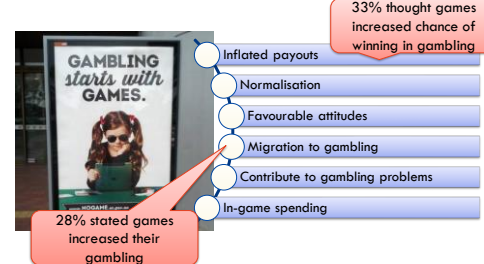 33% thought games
increased chance of
winning in gambling
GAMBLING
starts with
GAMES.
Inflated payouts
Normalisation
Favourable attitudes
Migration to gambling
Contribute to gambling problems
In-game spending
28% stated games
increased their
gambling